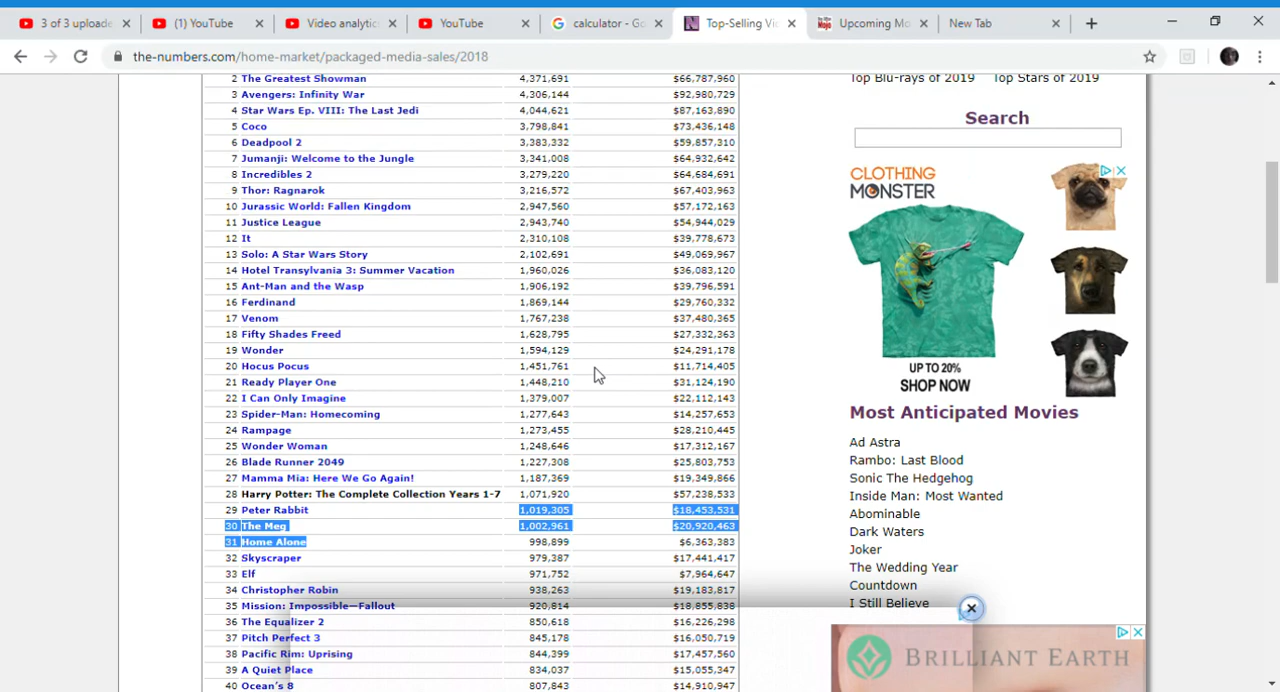 3 of 3 uploade
(1) YouTube
Video analytic
YouTube
calculator - Go
Top-Selling Vi
Upcoming Mo
New Tab
the-numbers.com/home-market/packaged-media-sales/2018
2 The Greatest Showman 4,371,691 $66,787,960
3 Avengers: Infinity War 4,306,144 $92,980,729
4 Star Wars Ep. VIII: The Last Jedi 4,044,621 $87,163,890
5 Coco 3,798,841 $73,436,148
6 Deadpool 2 3,383,332 $59,857,310
7 Jumanji: Welcome to the Jungle 3,341,008 $64,932,642
8 Incredibles 2 3,279,220 $64,684,691
9 Thor: Ragnarok 3,216,572 $67,403,963
10 Jurassic World: Fallen Kingdom 2,947,560 $57,172,163
11 Justice League 2,943,740 $54,944,029
12 It 2,310,108 $39,778,673
13 Solo: A Star Wars Story 2,102,691 $49,069,967
14 Hotel Transylvania 3: Summer Vacation 1,960,026 $36,083,120
15 Ant-Man and the Wasp 1,906,192 $39,796,591
16 Ferdinand 1,869,144 $29,760,332
17 Venom 1,767,238 $37,480,365
18 Fifty Shades Freed 1,628,795 $27,332,363
19 Wonder 1,594,129 $24,291,178
20 Hocus Pocus 1,451,761 $11,714,405
21 Ready Player One 1,448,210 $31,124,190
22 I Can Only Imagine 1,379,007 $22,112,143
23 Spider-Man: Homecoming 1,277,643 $14,257,653
24 Rampage 1,273,455 $28,210,445
25 Wonder Woman 1,248,646 $17,312,167
26 Blade Runner 2049 1,227,308 $25,803,753
27 Mamma Mia: Here We Go Again! 1,187,369 $19,349,866
28 Harry Potter: The Complete Collection Years 1-7 1,071,920 $57,238,533
29 Peter Rabbit 1,019,305 $18,453,531
30 The Meg 1,002,961 $20,920,463
31 Home Alone 998,899 $6,363,383
32 Skyscraper 979,387 $17,441,417
33 Elf 971,752 $7,964,647
34 Christopher Robin 938,263 $19,183,817
35 Mission: Impossible—Fallout 920,814 $18,855,838
36 The Equalizer 2 850,618 $16,226,298
37 Pitch Perfect 3 845,178 $16,050,719
38 Pacific Rim: Uprising 844,399 $17,457,560
39 A Quiet Place 834,037 $15,055,347
40 Ocean's 8 807,843 $14,910,947
Top Blu-rays of 2019 Top Stars of 2019
Search
CLOTHING
MONSTER
UP TO 20%
SHOP NOW
Most Anticipated Movies
Ad Astra
Rambo: Last Blood
Sonic The Hedgehog
Inside Man: Most Wanted
Abominable
Dark Waters
Joker
The Wedding Year
Countdown
I Still Believe
BRILLIANT EARTH